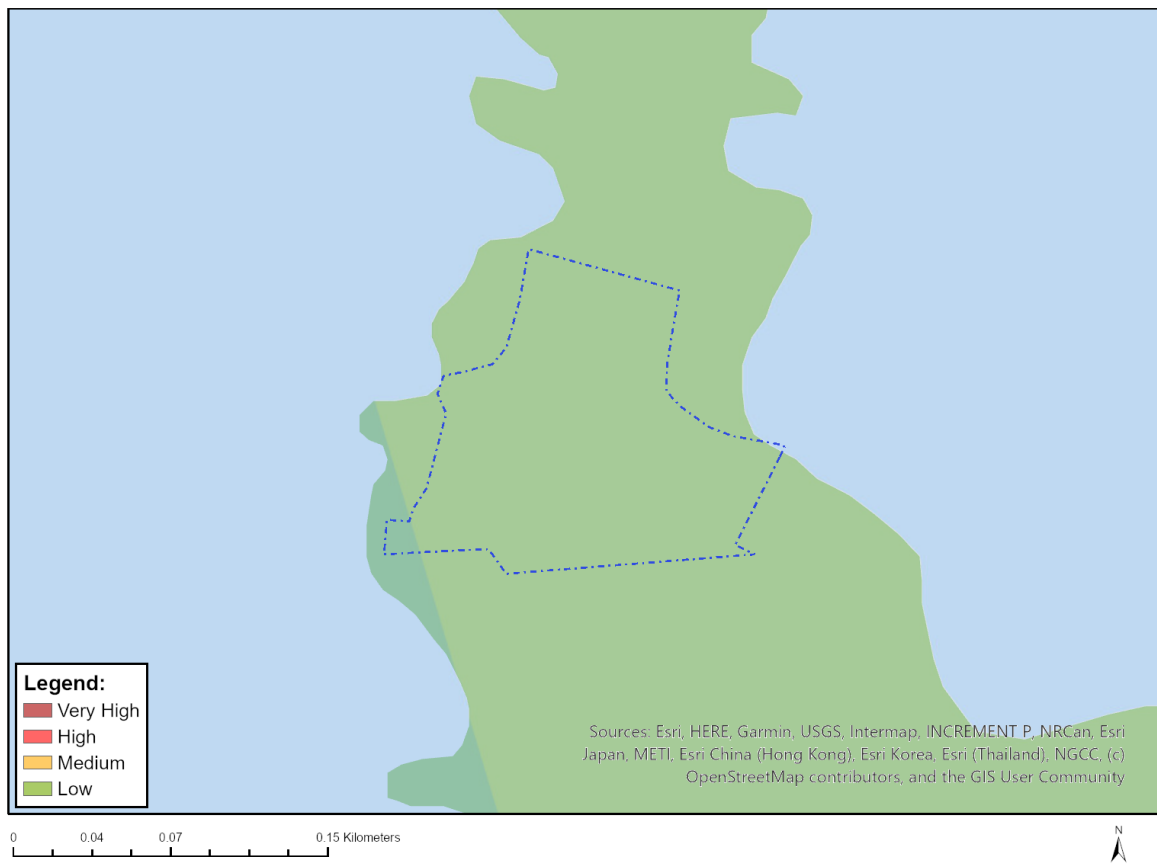 Legend:
Very High
High
Medium
Low
Sources: Esri, HERE, Garmin, USGS, Intermap, INCREMENT P, NRCan, Esri
Japan, METI, Esri China (Hong Kong), Esri Korea, Esri (Thailand), NGCC, (c)
OpenStreetMap contributors, and the GIS User Community
0 0.04 0.07 0.15 Kilometers
N